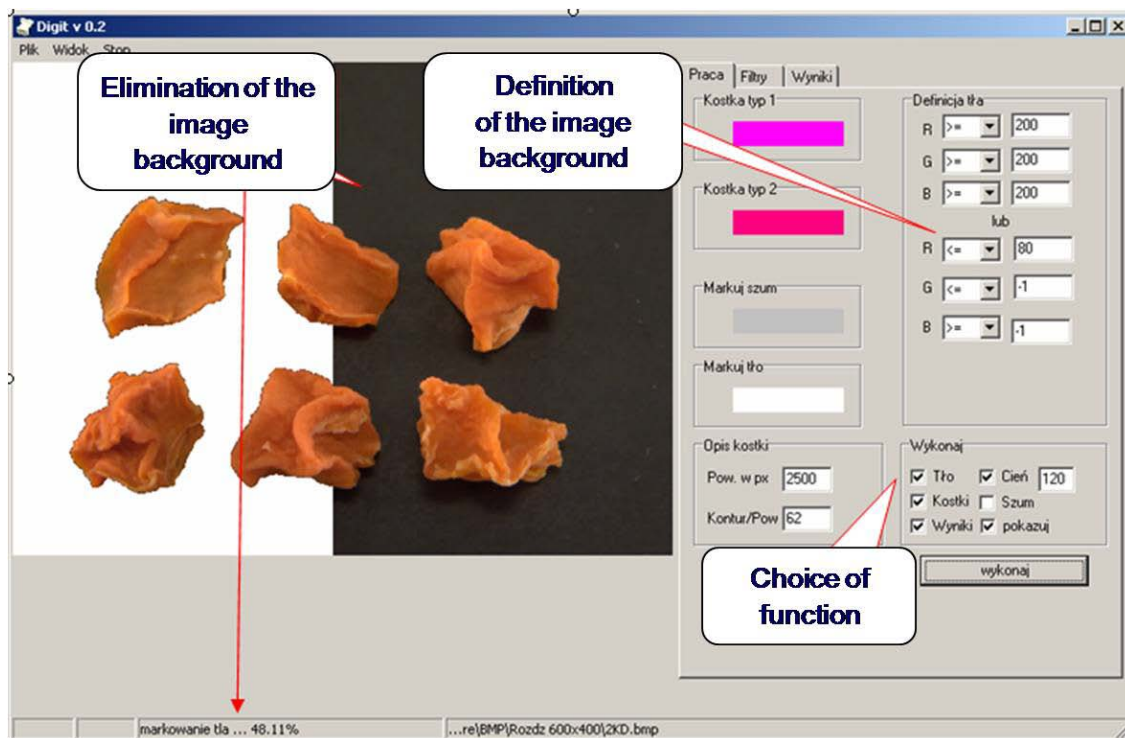 Digit v 0.2
Plik Widok Stop
Elimination of the
image
background
Definition
of the image
background
Praca Filtry Wyniki
Kostka typ 1
Kostka typ 2
Markuj szum
Markuj tło
Definicja tła
R >= 200
G >= 200
B >= 200
lub
R <= 80
G <= -1
B >= -1
Opis kostki
Pow. w px 2500
Kontur/Pow 62
Wykonaj
Tło Cień 120
Kostki Szum
Wyniki pokazuj
wykonaj
Choice of
function
markowanie tla ... 48.11%
...re\BMP\Rozdz 600x400\2KD.bmp